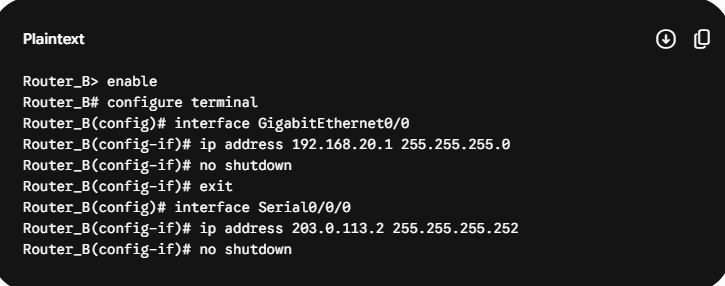 Plaintext
Router_B> enable
Router_B# configure terminal
Router_B(config)# interface GigabitEthernet0/0
Router_B(config-if)# ip address 192.168.20.1 255.255.255.0
Router_B(config-if)# no shutdown
Router_B(config-if)# exit
Router_B(config)# interface Serial0/0/0
Router_B(config-if)# ip address 203.0.113.2 255.255.255.252
Router_B(config-if)# no shutdown